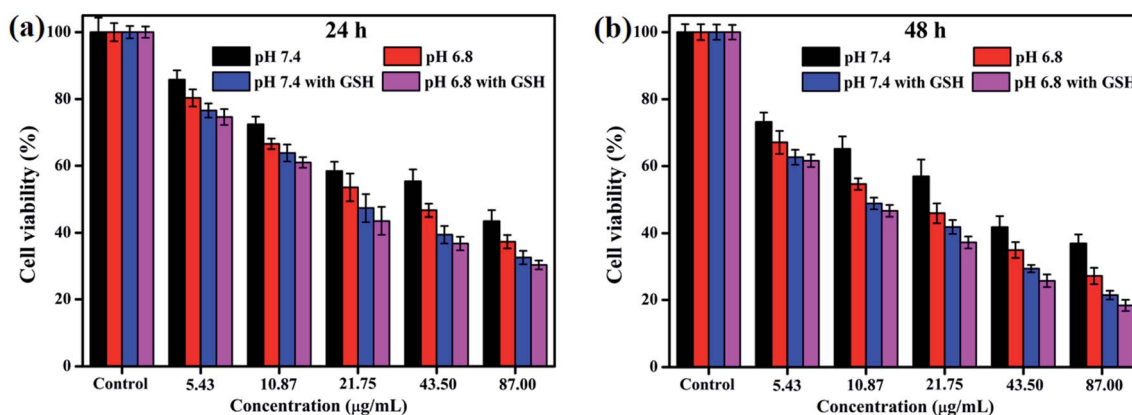 (a)
24 h
pH 7.4
pH 6.8
pH 7.4 with GSH
pH 6.8 with GSH
Cell viability (%)
100
80
60
40
20
0
Control
5.43
10.87
21.75
43.50
87.00
Concentration (μg/mL)
(b)
48 h
pH 7.4
pH 6.8
pH 7.4 with GSH
pH 6.8 with GSH
Cell viability (%)
100
80
60
40
20
0
Control
5.43
10.87
21.75
43.50
87.00
Concentration (μg/mL)